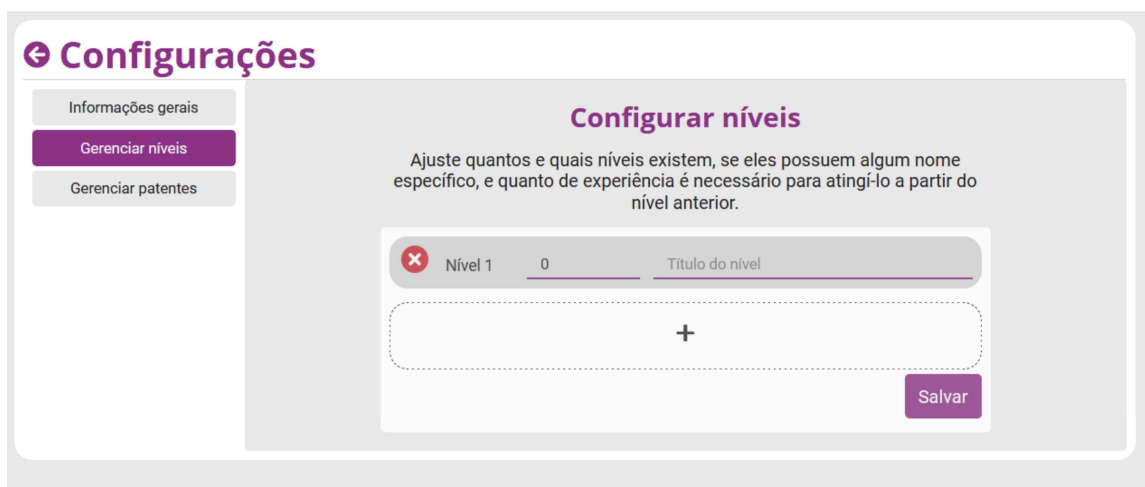 Configurações
Informações gerais
Gerenciar níveis
Gerenciar patentes
Configurar níveis
Ajuste quantos e quais níveis existem, se eles possuem algum nome
específico, e quanto de experiência é necessário para atingí-lo a partir do
nível anterior.
Nível 1 0 Título do nível
+
Salvar